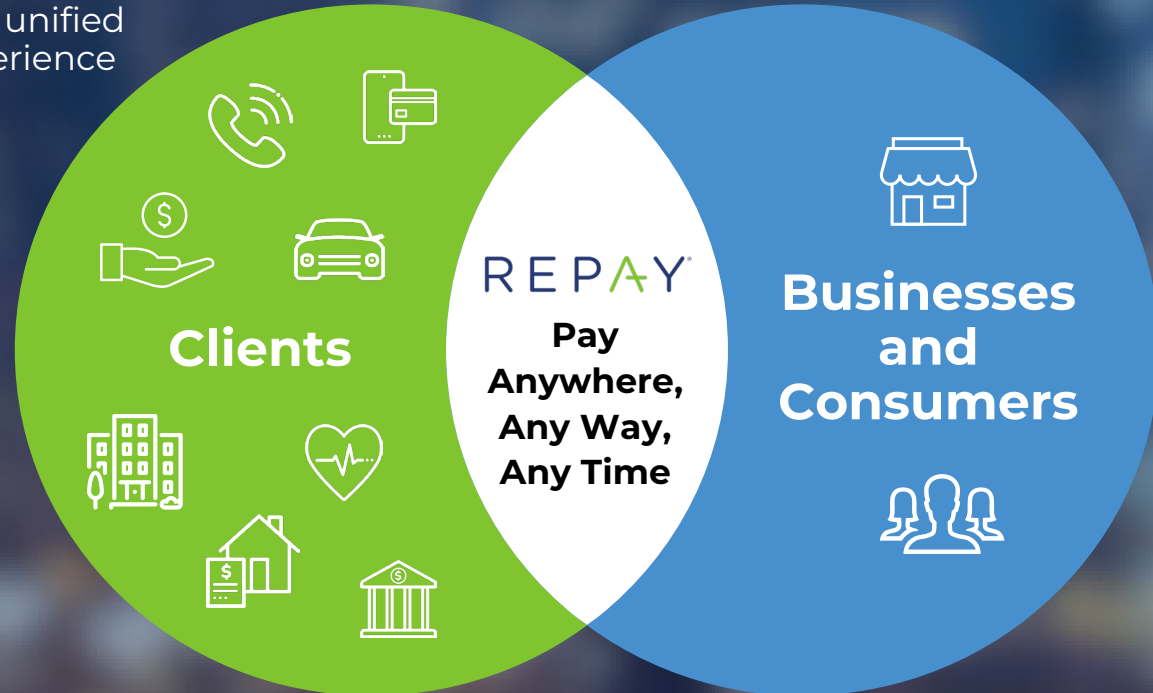 unified
erience
Clients
REPAY
Pay
Anywhere,
Any Way,
Any Time
Businesses
and
Consumers
$
$
$